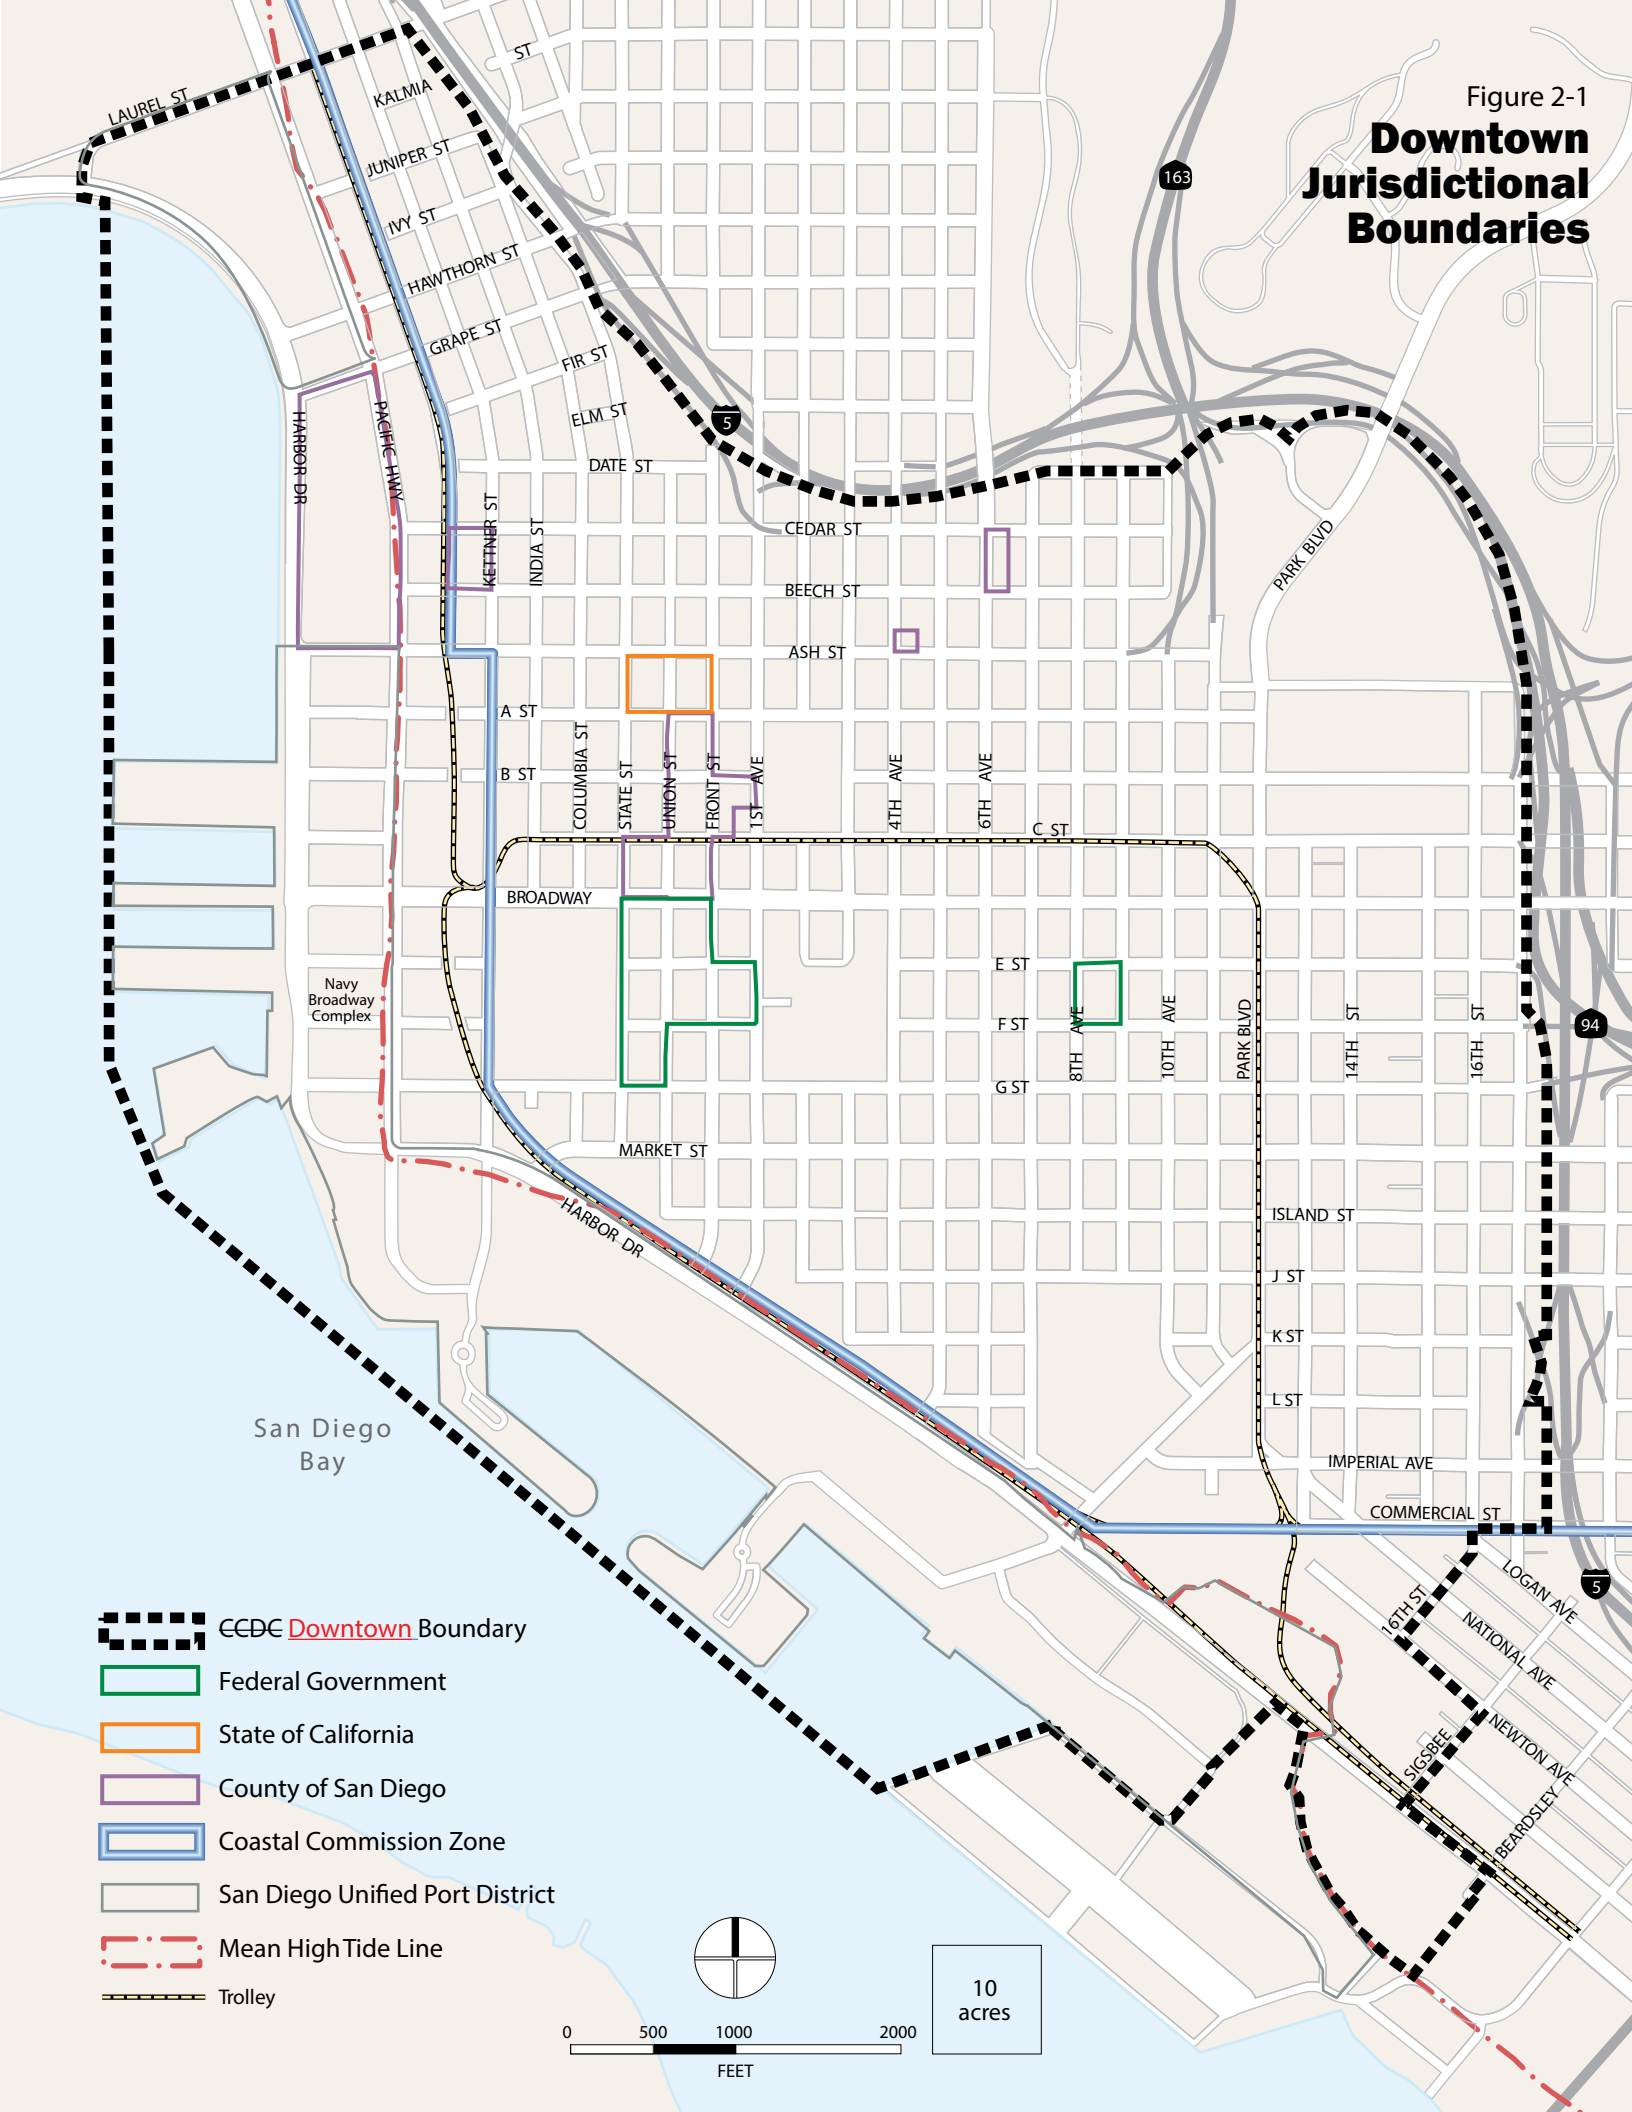 Figure 2-1
Downtown
Jurisdictional
Boundaries
ST
LAUREL ST
KALMIA
JUNIPER ST
IVY ST
HAWTHORN ST
GRAPE ST
FIR ST
ELM ST
DATE ST
163
5
HARBOR DR
PACIFIC HWY
KETTNER ST
INDIA ST
CEDAR ST
BEECH ST
ASH ST
PARK BLVD
A ST
B ST
COLUMBIA ST
STATE ST
UNION ST
FRONT ST
1ST AVE
4TH AVE
6TH AVE
C ST
BROADWAY
Navy
Broadway
Complex
E ST
F ST
G ST
8TH AVE
10TH AVE
PARK BLVD
14TH ST
16TH ST
94
MARKET ST
HARBOR DR
ISLAND ST
J ST
K ST
L ST
IMPERIAL AVE
COMMERCIAL ST
San Diego
Bay
5
LOGAN AVE
16TH ST
NATIONAL AVE
NEWTON AVE
SIGSBEE
BEARDSLEY
CCDC Downtown Boundary
Federal Government
State of California
County of San Diego
Coastal Commission Zone
San Diego Unified Port District
Mean High Tide Line
Trolley
10
acres
0 500 1000 2000
FEET